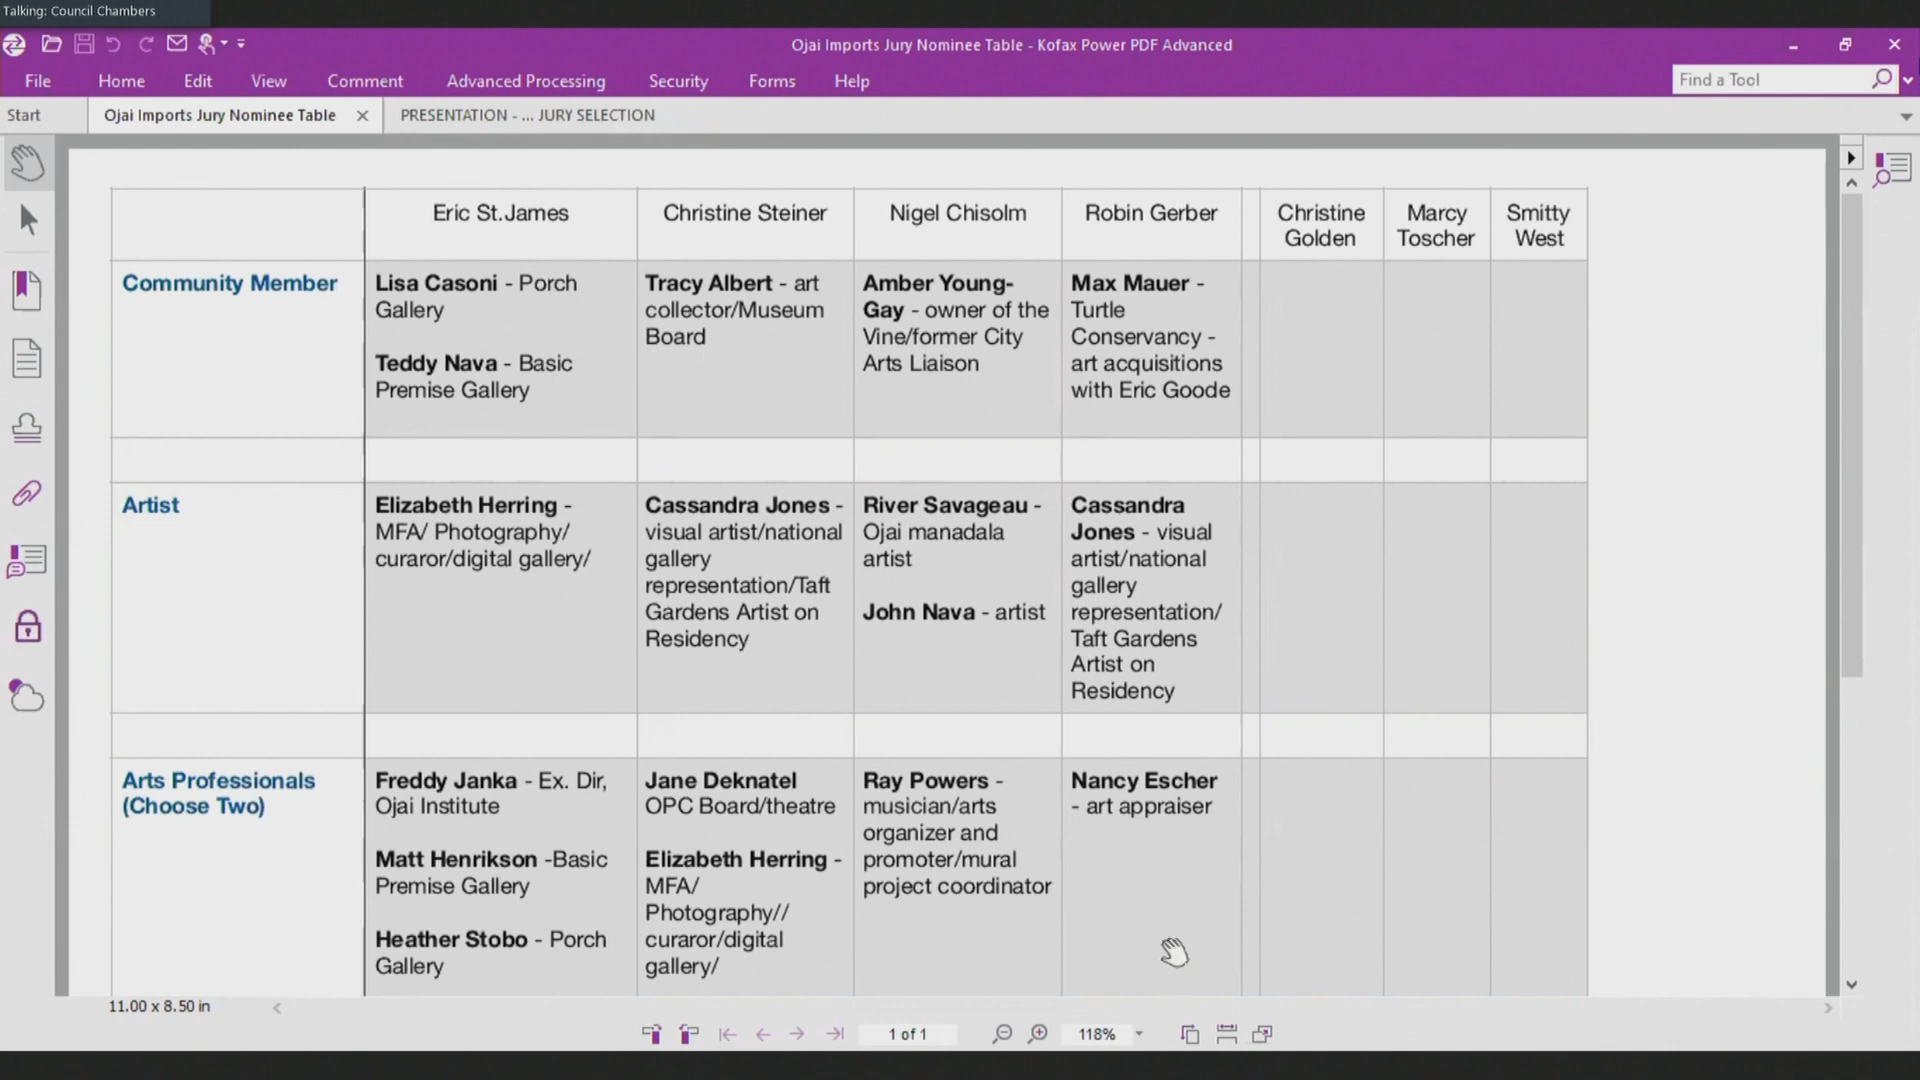 Talking: Council Chambers
Ojai Imports Jury Nominee Table - Kofax Power PDF Advanced
File Home Edit View Comment Advanced Processing Security Forms Help
Find a Tool
Start
Ojai Imports Jury Nominee Table
PRESENTATION - ... JURY SELECTION
Eric St.James
Christine Steiner
Nigel Chisolm
Robin Gerber
Christine
Golden
Marcy
Toscher
Smitty
West
Community Member
Lisa Casoni - Porch
Gallery
Teddy Nava - Basic
Premise Gallery
Tracy Albert - art
collector/Museum
Board
Amber Young-
Gay - owner of the
Vine/former City
Arts Liaison
Max Mauer -
Turtle
Conservancy -
art acquisitions
with Eric Goode
Artist
Elizabeth Herring -
MFA/ Photography/
curaror/digital gallery/
Cassandra Jones -
visual artist/national
gallery
representation/Taft
Gardens Artist on
Residency
River Savageau -
Ojai manadala
artist
John Nava - artist
Cassandra
Jones - visual
artist/national
gallery
representation/
Taft Gardens
Artist on
Residency
Arts Professionals
(Choose Two)
Freddy Janka - Ex. Dir,
Ojai Institute
Matt Henrikson -Basic
Premise Gallery
Heather Stobo - Porch
Gallery
Jane Deknatel
OPC Board/theatre
Elizabeth Herring -
MFA/
Photography//
curaror/digital
gallery/
Ray Powers -
musician/arts
organizer and
promoter/mural
project coordinator
Nancy Escher
- art appraiser
11.00 x 8.50 in
1 of 1
118%